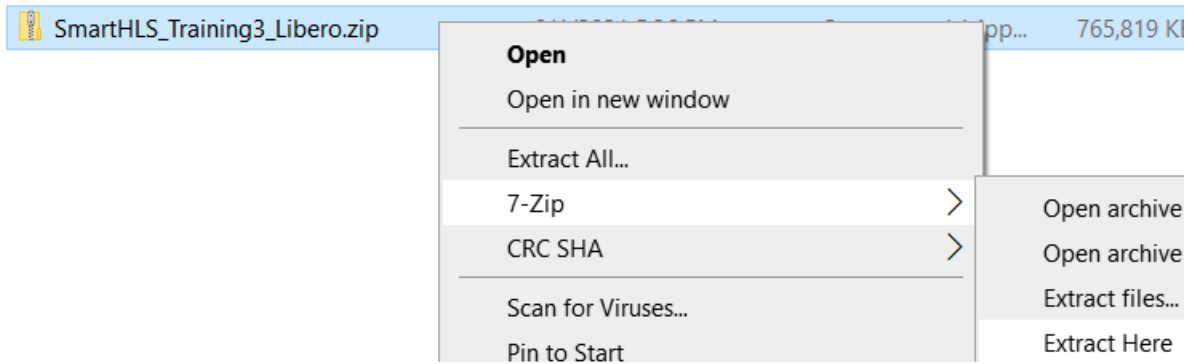 SmartHLS_Training3_Libero.zip
pp... 765,819 KB
Open
Open in new window
Extract All...
7-Zip
CRC SHA
Scan for Viruses...
Pin to Start
Open archive
Open archive
Extract files...
Extract Here